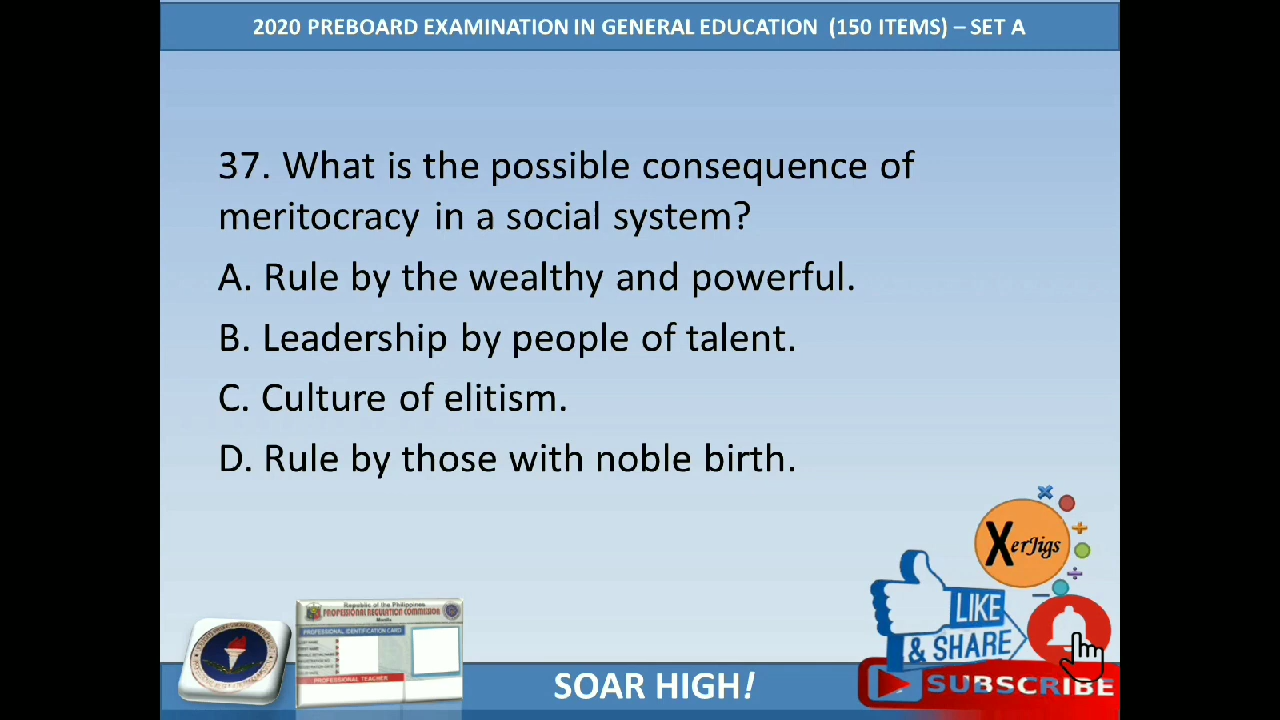 2020 PREBOARD EXAMINATION IN GENERAL EDUCATION (150 ITEMS) – SET A
37. What is the possible consequence of
meritocracy in a social system?
A. Rule by the wealthy and powerful.
B. Leadership by people of talent.
C. Culture of elitism.
D. Rule by those with noble birth.
XerJigs
LIKE
& SHARE
SUBSCRIBE
Republic of the Philippines
PROFESSIONAL REGULATION COMMISSION
Manila
PROFESSIONAL IDENTIFICATION CARD
PROFESSIONAL TEACHER
SOAR HIGH!